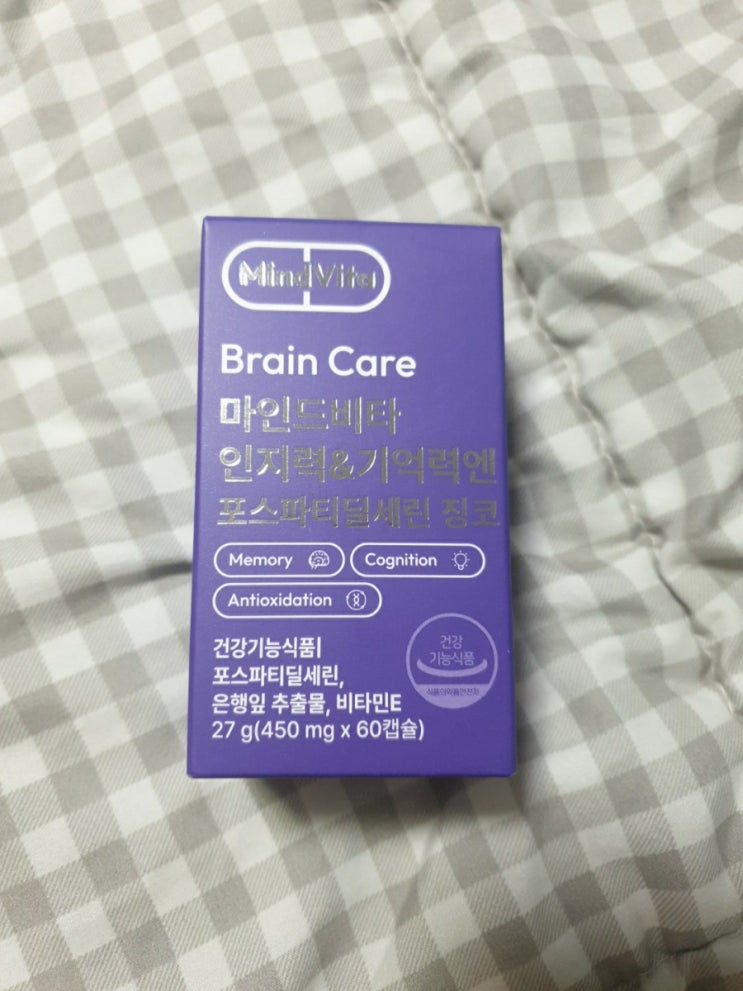 MindVita
Brain Care
마인드비타
인지력&기억력엔
포스파티딜세린 징코
Memory
Cognition
Antioxidation
건강기능식품|
포스파티딜세린,
은행잎 추출물, 비타민E
27 g(450 mg x 60캡슐)
건강
기능식품
식품의약품안전처